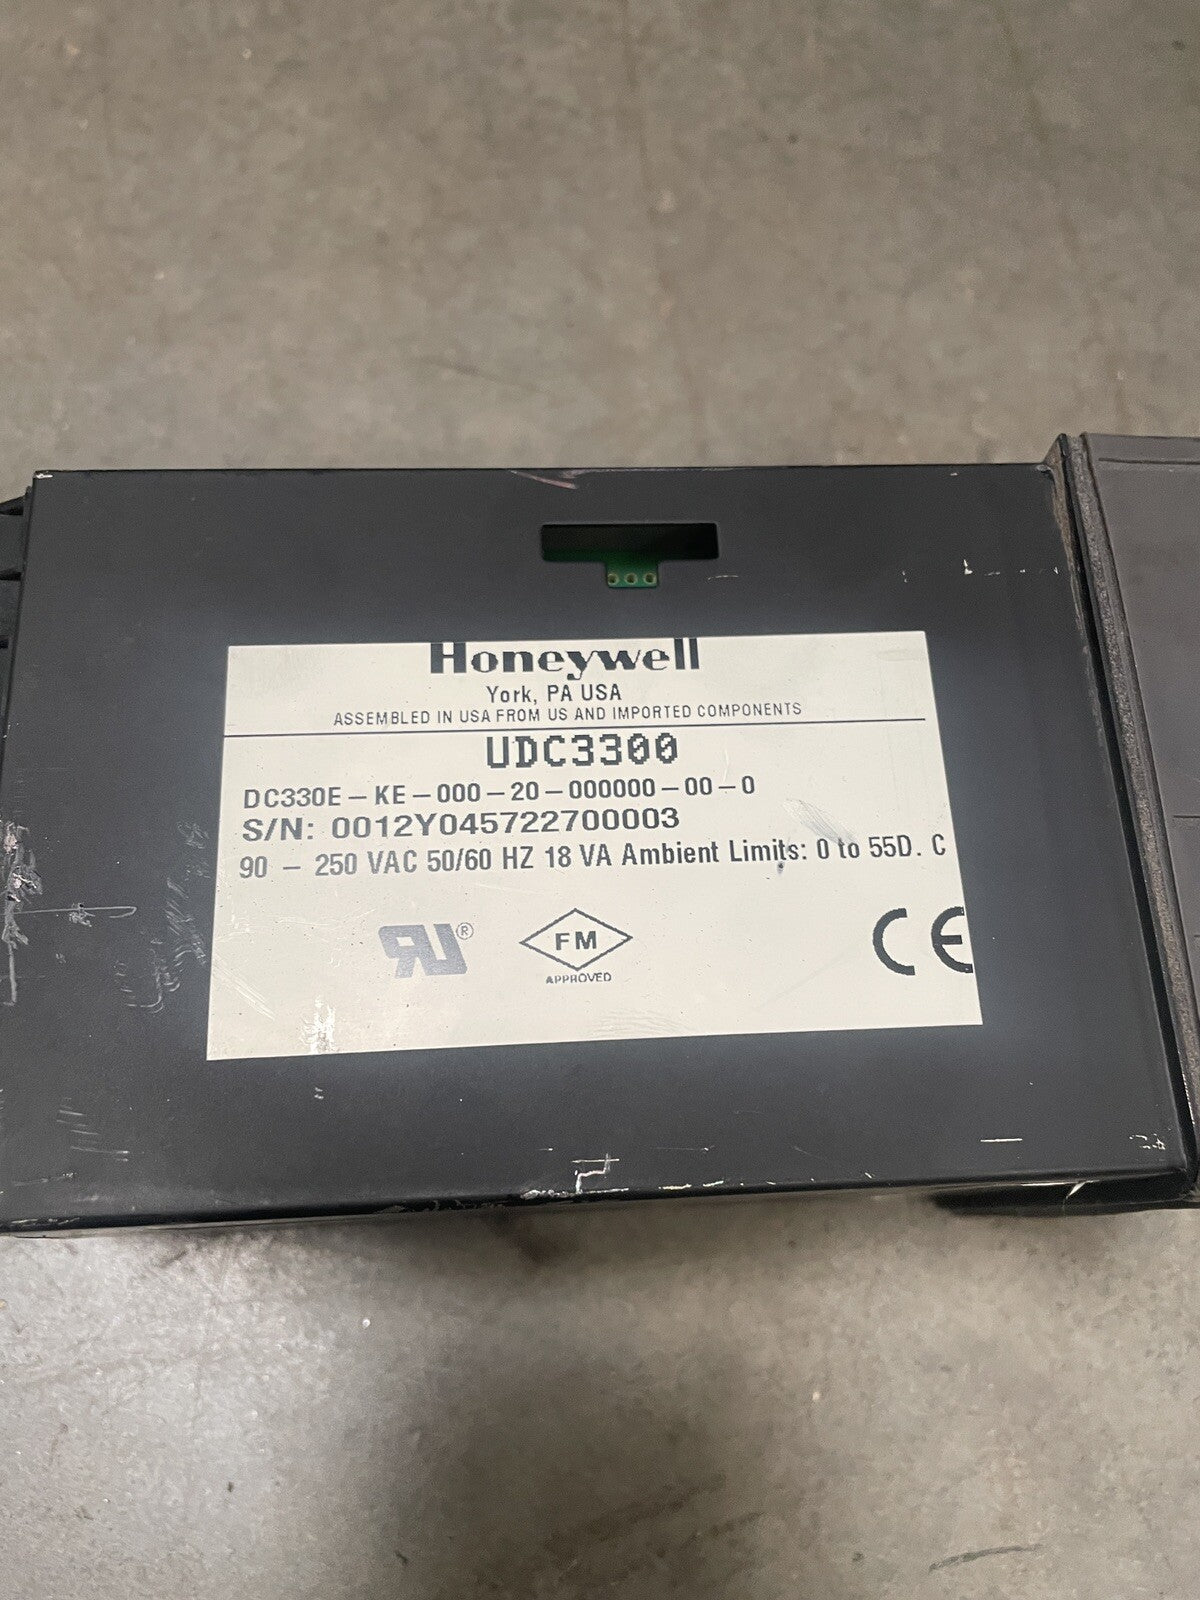 Honeywell
York, PA USA
ASSEMBLED IN USA FROM US AND IMPORTED COMPONENTS
UDC3300
DC330E – KE – 000 – 20 – 000000 – 00 – 0
S/N: 0012Y045722700003
90 – 250 VAC 50/60 HZ 18 VA Ambient Limits: 0 to 55D. C
RU®
FM
APPROVED
CE